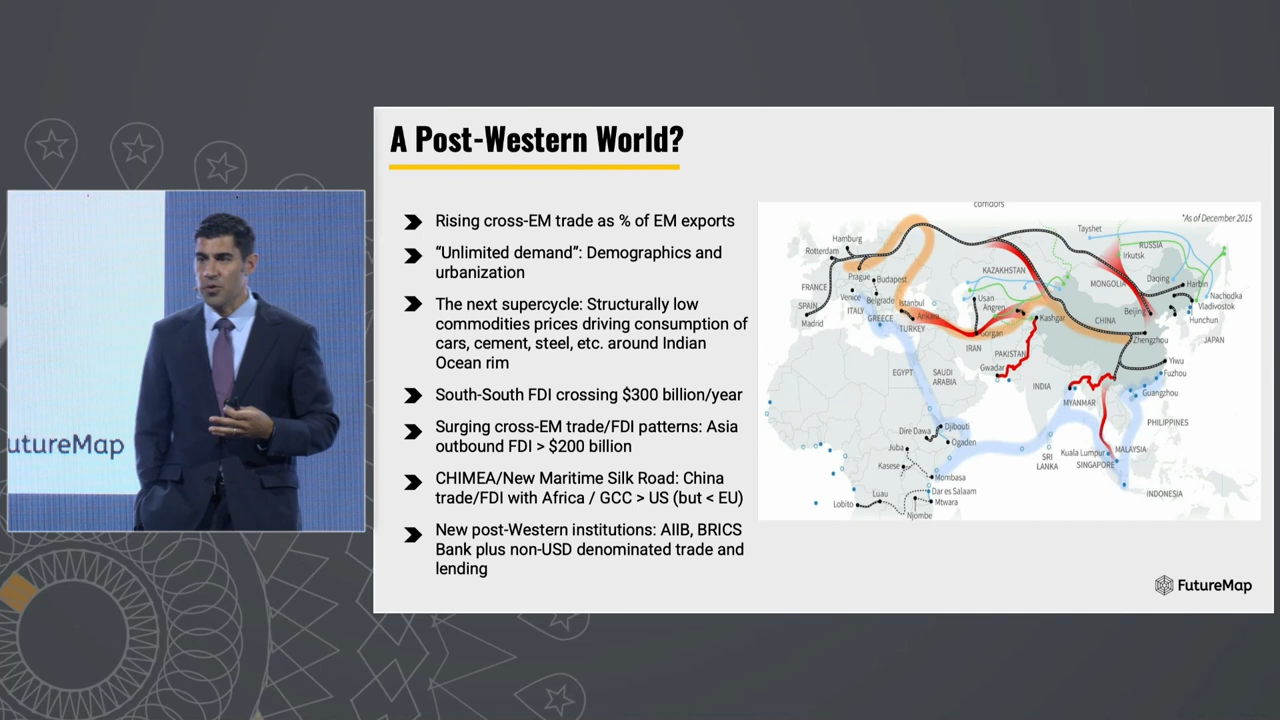 A Post-Western World?
Rising cross-EM trade as % of EM exports
“Unlimited demand”: Demographics and
urbanization
The next supercycle: Structurally low
commodities prices driving consumption of
cars, cement, steel, etc. around Indian
Ocean rim
South-South FDI crossing $300 billion/year
Surging cross-EM trade/FDI patterns: Asia
outbound FDI > $200 billion
CHIMEA/New Maritime Silk Road: China
trade/FDI with Africa / GCC > US (but < EU)
New post-Western institutions: AIIB, BRICS
Bank plus non-USD denominated trade and
lending
utureMap
corridors
*As of December 2015
Tayshet
Hamburg
RUSSIA
Rotterdam
Irkutsk
KAZAKHSTAN
Prague
Budapest
Daqing
Harbin
MONGOLIA
FRANCE
Venice
Belgrade
Usan
Nachodka
SPAIN
ITALY
Istanbul
Angren
Beijing
Vladivostok
Madrid
GREECE
Ankara
Kashgar
CHINA
Hunchun
TURKEY
Gorgan
Zhengzhou
JAPAN
IRAN
PAKISTAN
Yiwu
Gwadar
Fuzhou
EGYPT
SAUDI
ARABIA
INDIA
Guangzhou
MYANMAR
PHILIPPINES
Dire Dawa
Djibouti
Ogaden
Juba
SRI
LANKA
Kuala Lumpur
MALAYSIA
SINGAPORE
Kasese
Mombasa
Luau
Dar es Salaam
INDONESIA
Lobito
Mtwara
Njombe
FutureMap